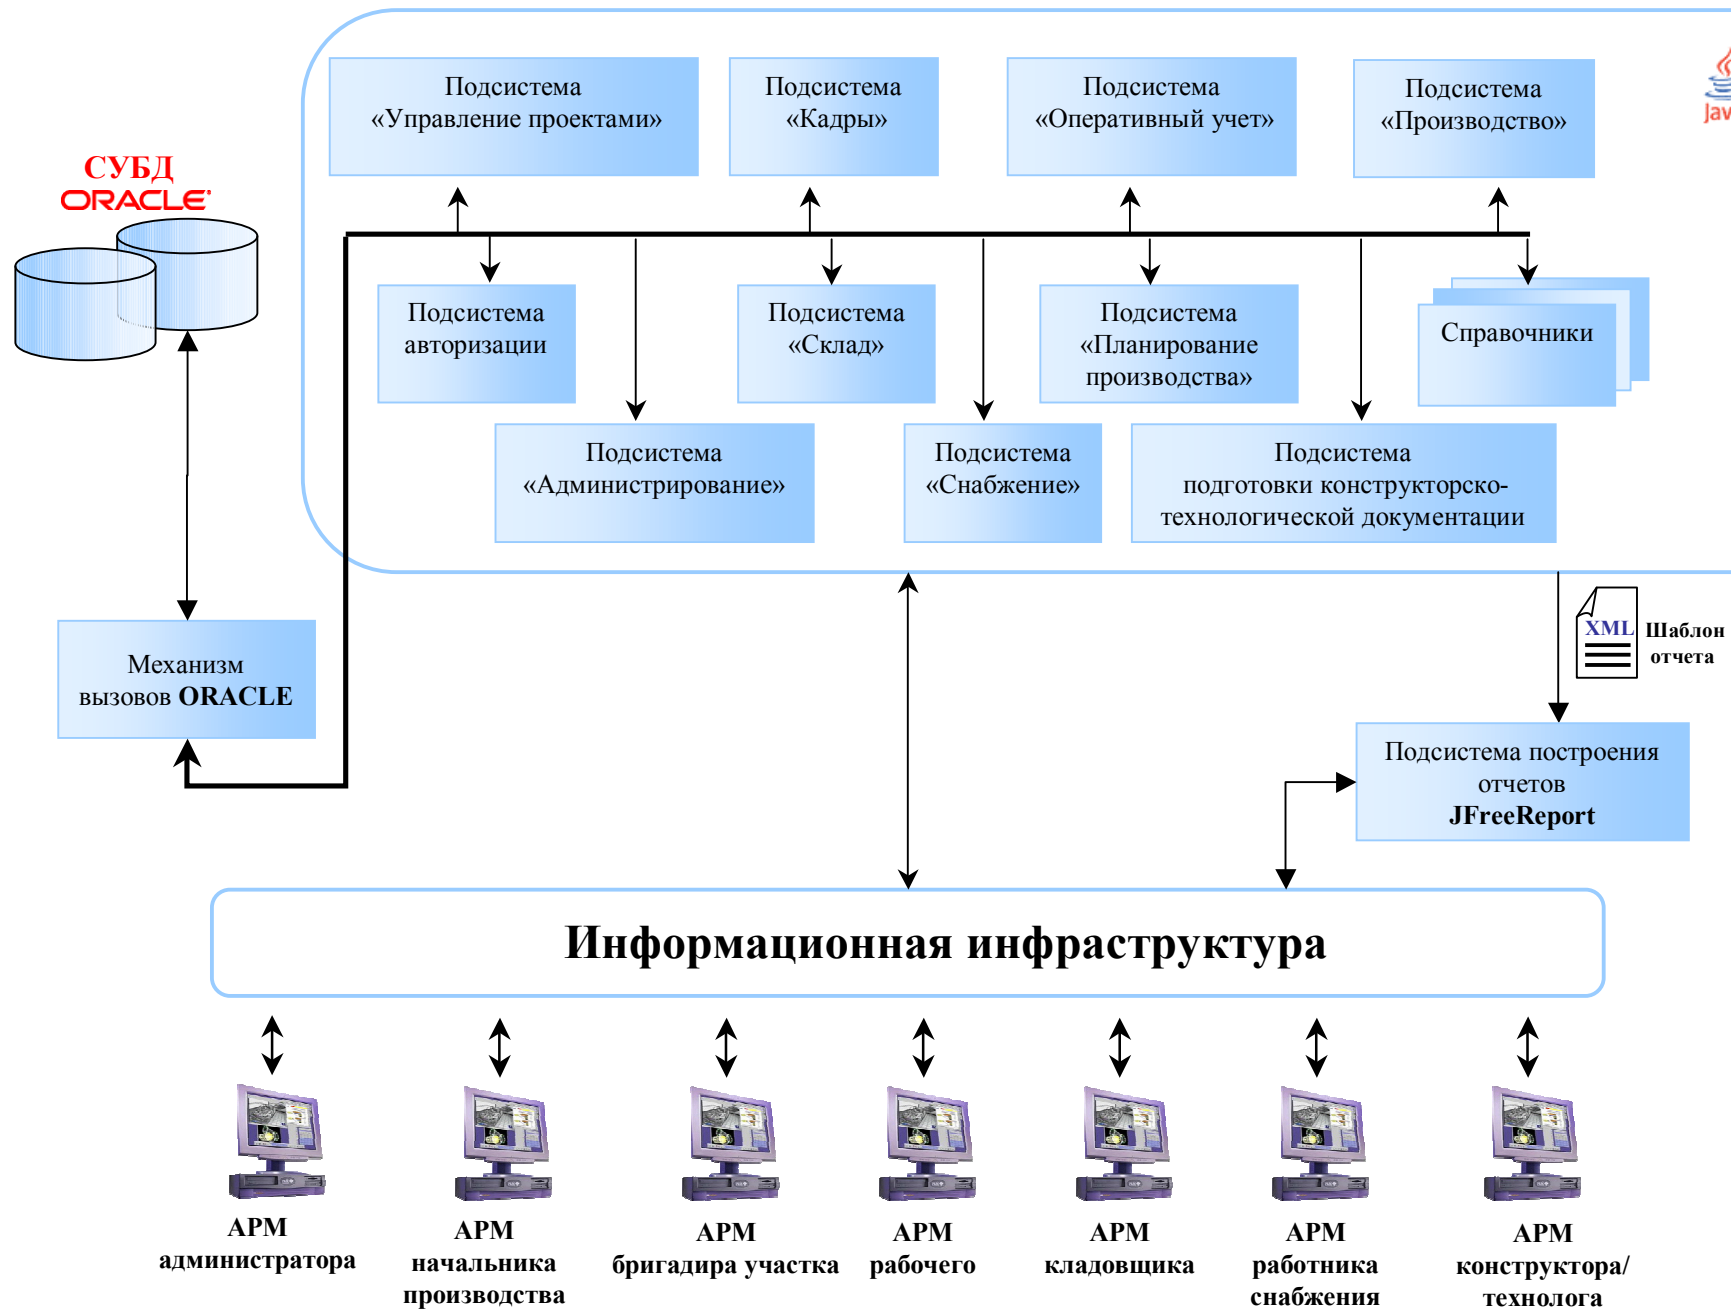 Подсистема
«Управление проектами»
Подсистема
«Кадры»
Подсистема
«Оперативный учет»
Подсистема
«Производство»
СУБД
ORACLE
Подсистема
авторизации
Подсистема
«Склад»
Подсистема
«Планирование
производства»
Справочники
Подсистема
«Администрирование»
Подсистема
«Снабжение»
Подсистема
подготовки конструкторско-
технологической документации
Механизм
вызовов ORACLE
XML
Шаблон
отчета
Подсистема построения
отчетов
JFreeReport
Информационная инфраструктура
АРМ
администратора
АРМ
начальника
производства
АРМ
бригадира участка
АРМ
рабочего
АРМ
кладовщика
АРМ
работника
снабжения
АРМ
конструктора/
технолога